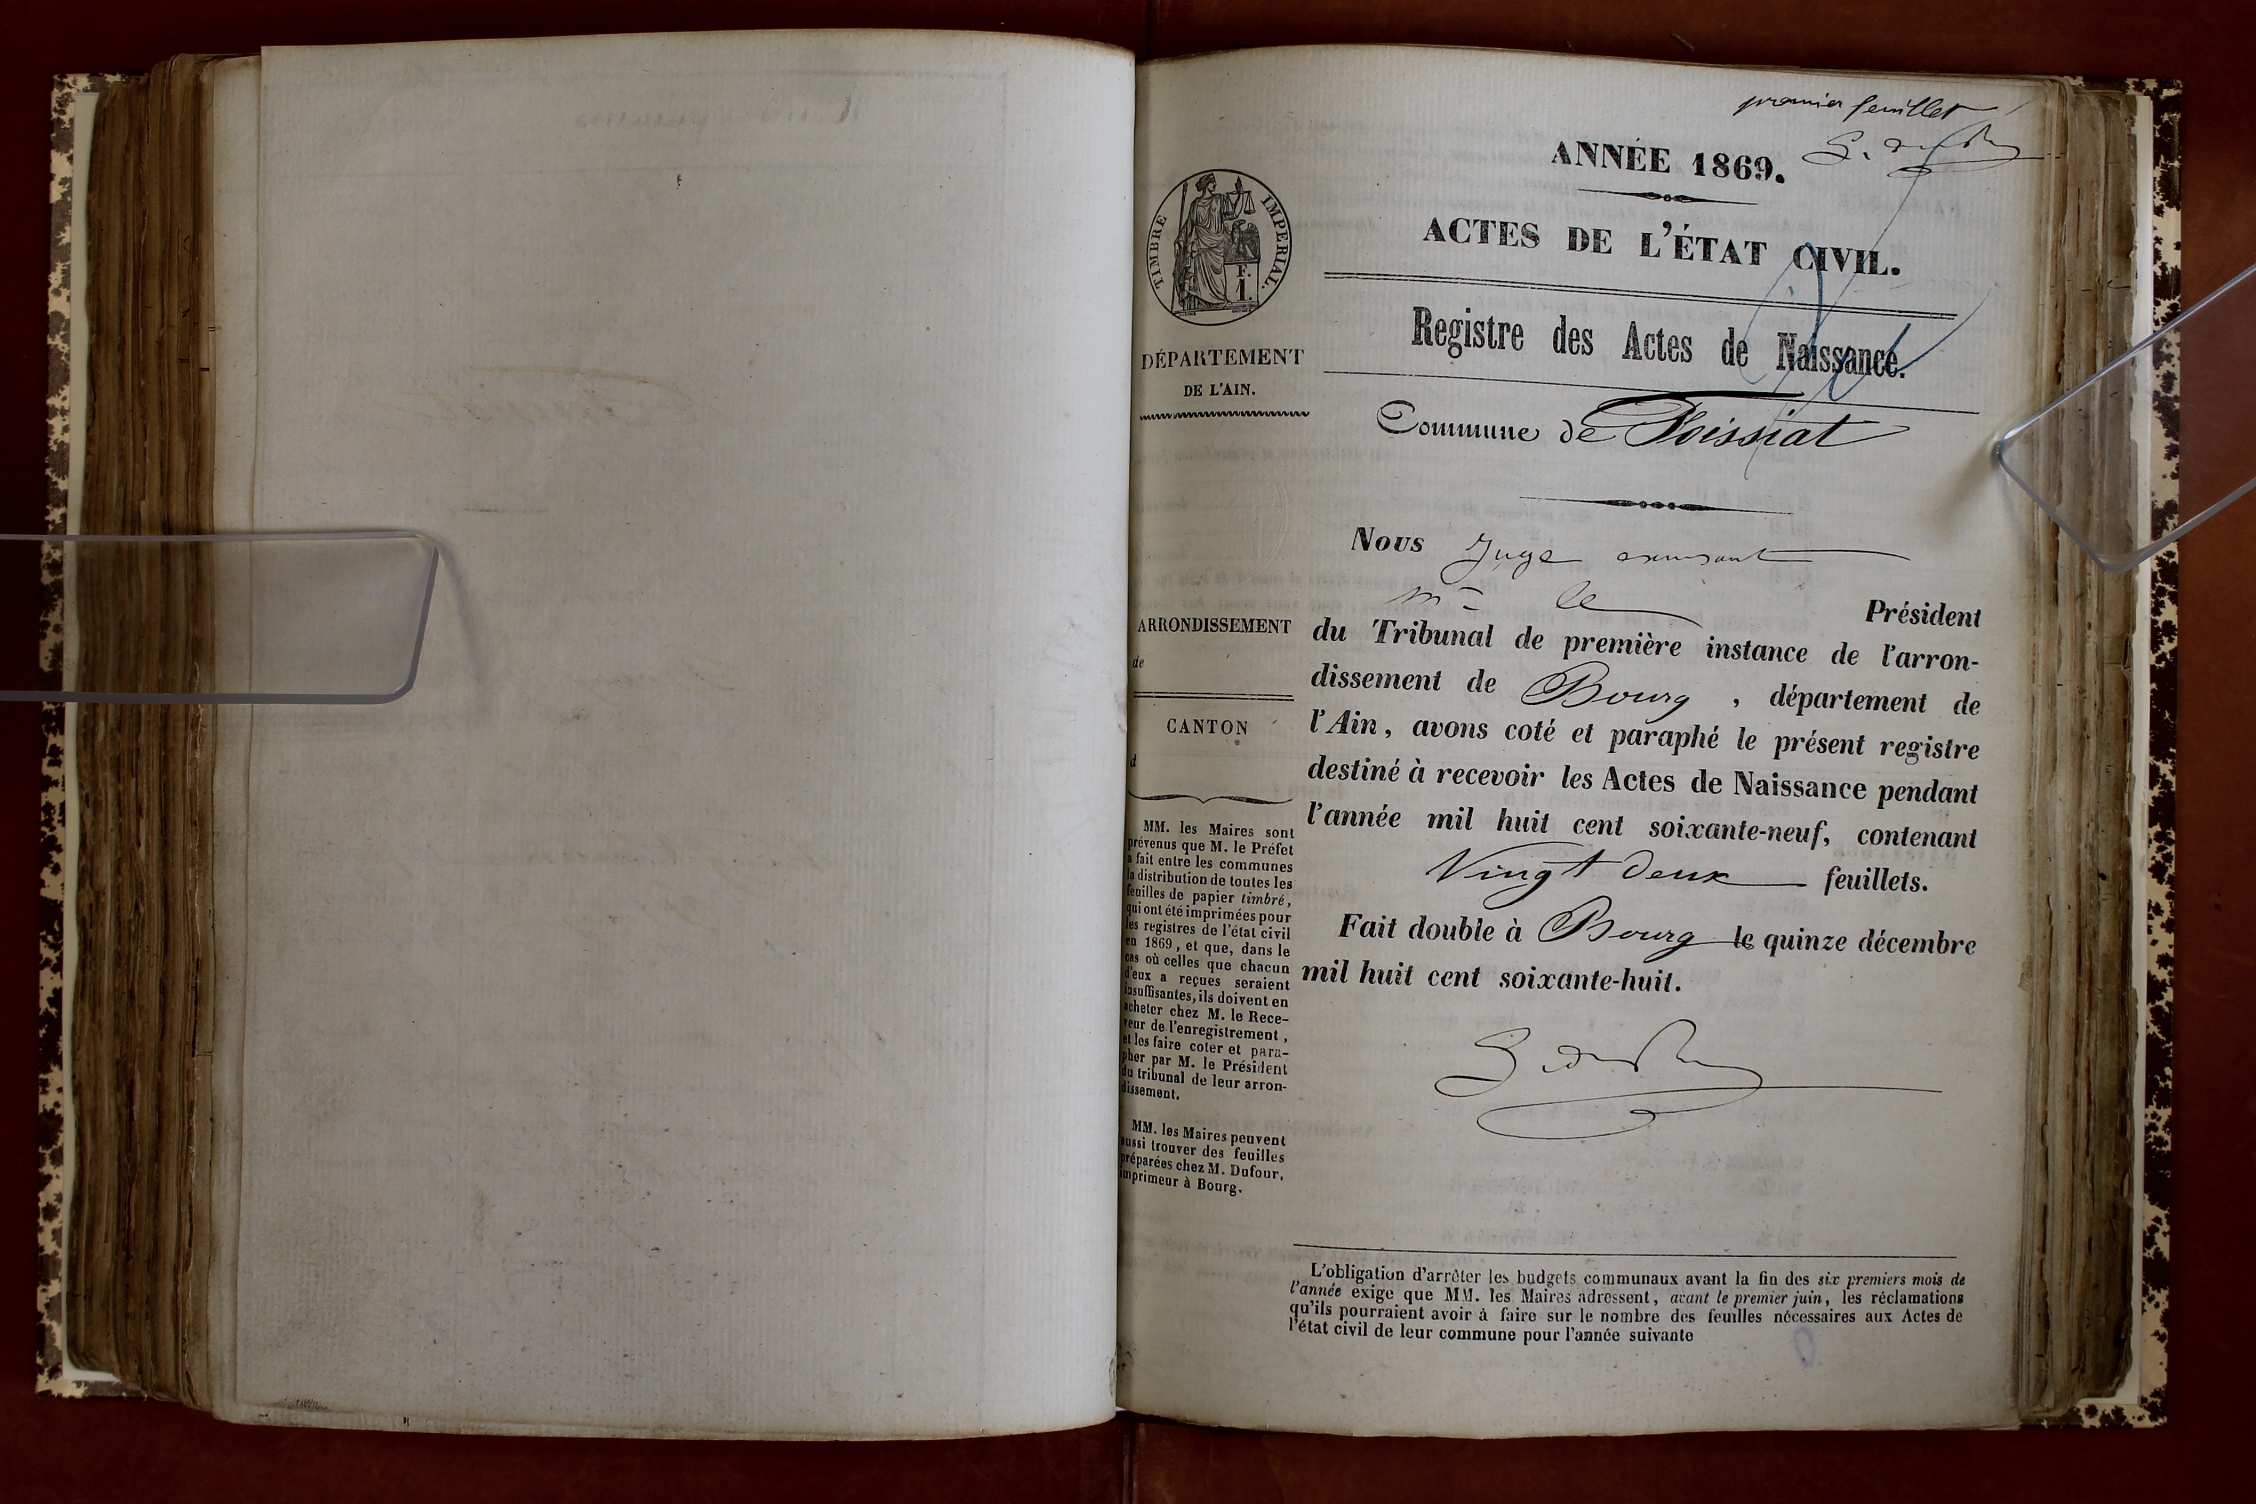 premier feuillet
ANNÉE 1869.
ACTES DE L'ÉTAT CIVIL.
TIMBRE IMPERIAL.
F.
1.
DÉPARTEMENT
DE L'AIN.
Registre des Actes de Naissance.
Commune de Foissiat
Nous Juge
Mr le Président
du Tribunal de première instance de l'arron-
dissement de Bourg, département de
l'Ain, avons coté et paraphé le présent registre
destiné à recevoir les Actes de Naissance pendant
l'année mil huit cent soixante-neuf, contenant
Vingt deux feuillets.
Fait double à Bourg le quinze décembre
mil huit cent soixante-huit.
ARRONDISSEMENT
de
CANTON
d
MM. les Maires sont
prévenus que M. le Préfet
a fait entre les communes
la distribution de toutes les
feuilles de papier timbré,
qui ont été imprimées pour
les registres de l'état civil
en 1869, et que, dans le
cas où celles que chacun
d'eux a reçues seraient
insuffisantes, ils doivent en
acheter chez M. le Rece-
veur de l'enregistrement,
et les faire coter et para-
pher par M. le Président
du tribunal de leur arron-
dissement.
MM. les Maires peuvent
aussi trouver des feuilles
préparées chez M. Dufour,
imprimeur à Bourg.
L'obligation d'arrêter les budgets communaux avant la fin des six premiers mois de
l'année exige que MM. les Maires adressent, avant le premier juin, les réclamations
qu'ils pourraient avoir à faire sur le nombre des feuilles nécessaires aux Actes de
l'état civil de leur commune pour l'année suivante